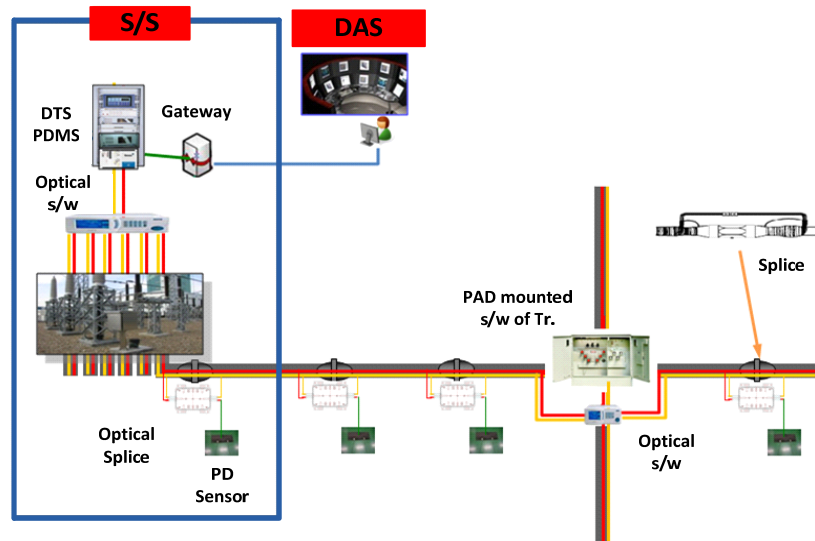 S/S
DAS
DTS
PDMS
Gateway
Optical
s/w
Splice
PAD mounted
s/w of Tr.
Optical
Splice
PD
Sensor
Optical
s/w